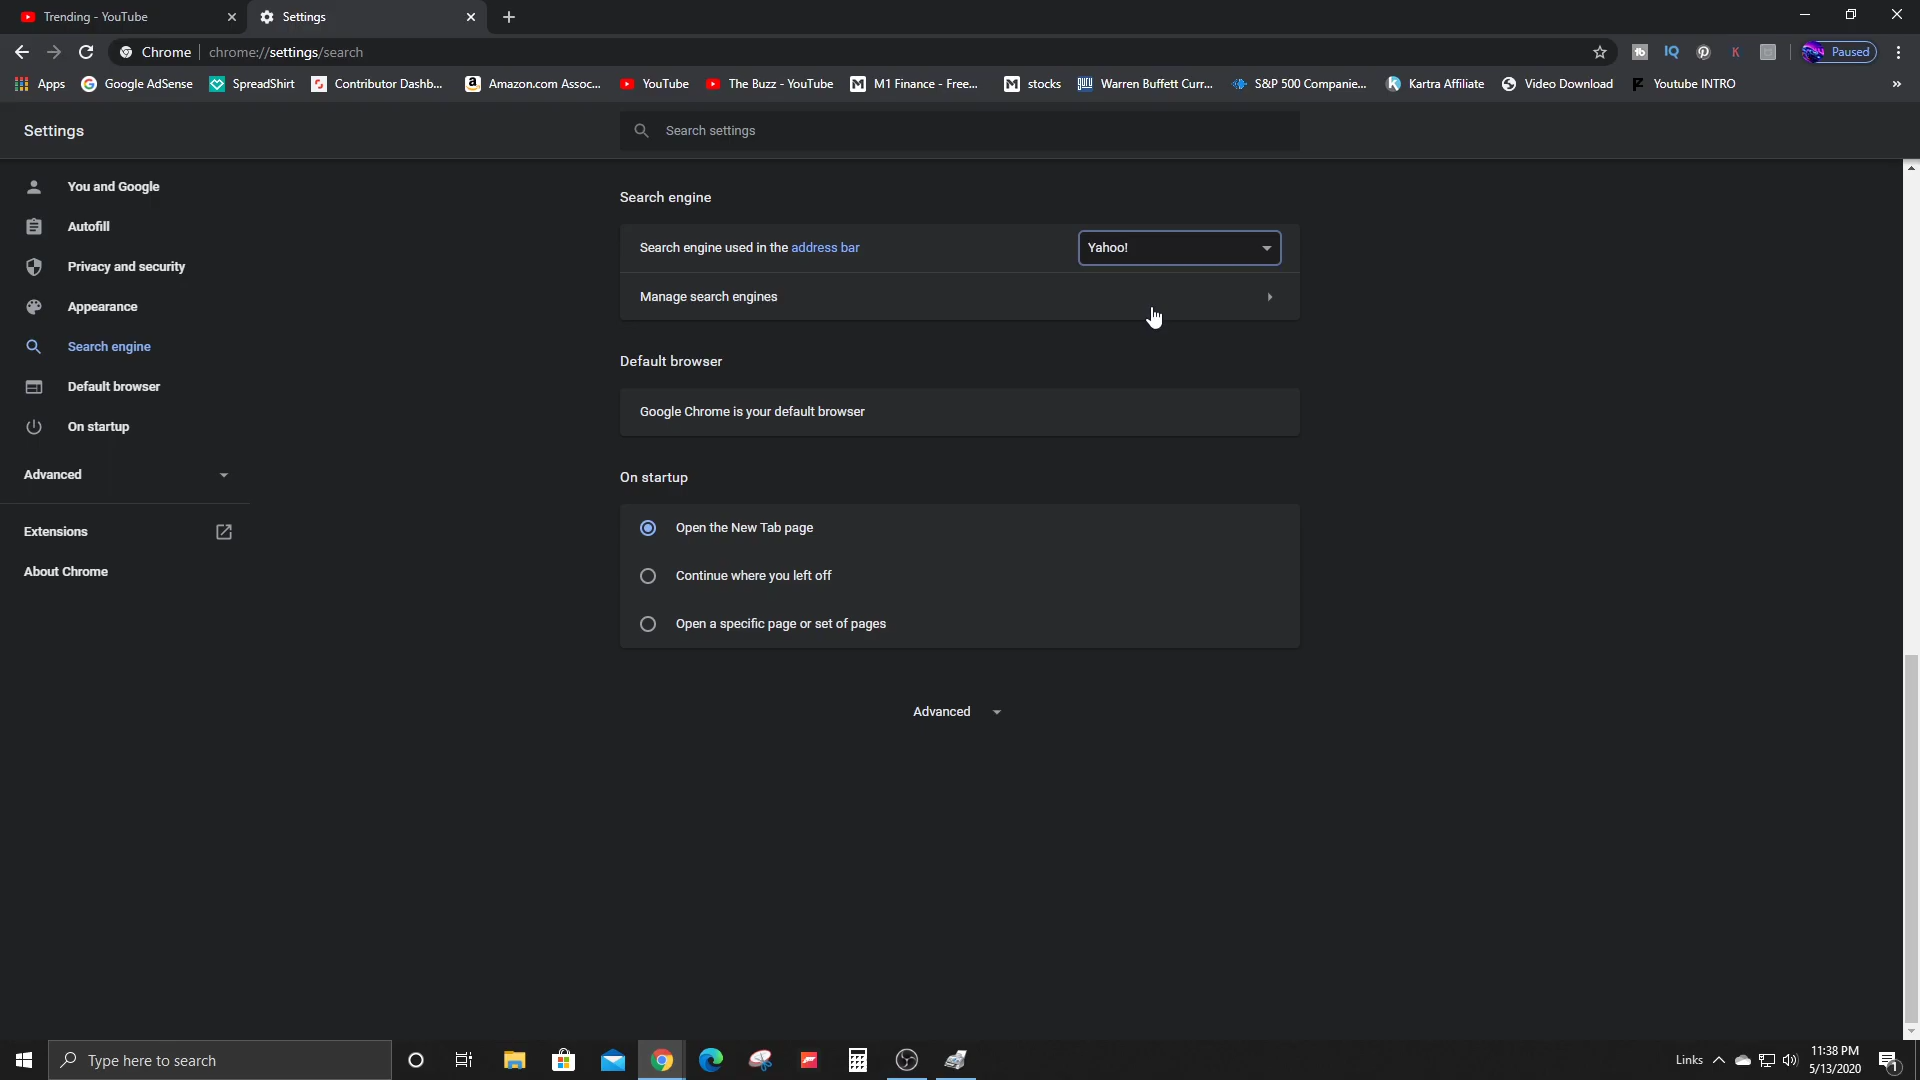 Trending - YouTube
Settings
Chrome
chrome://settings/search
Paused
Apps
Google AdSense
SpreadShirt
Contributor Dashb...
Amazon.com Assoc...
YouTube
The Buzz - YouTube
M1 Finance - Free...
stocks
Warren Buffett Curr...
S&P 500 Companie...
Kartra Affiliate
Video Download
Youtube INTRO
»
Settings
Search settings
You and Google
Autofill
Privacy and security
Appearance
Search engine
Default browser
On startup
Advanced
Extensions
About Chrome
Search engine
Search engine used in the address bar
Yahoo!
Manage search engines
Default browser
Google Chrome is your default browser
On startup
Open the New Tab page
Continue where you left off
Open a specific page or set of pages
Advanced
Type here to search
Links
11:38 PM
5/13/2020
1